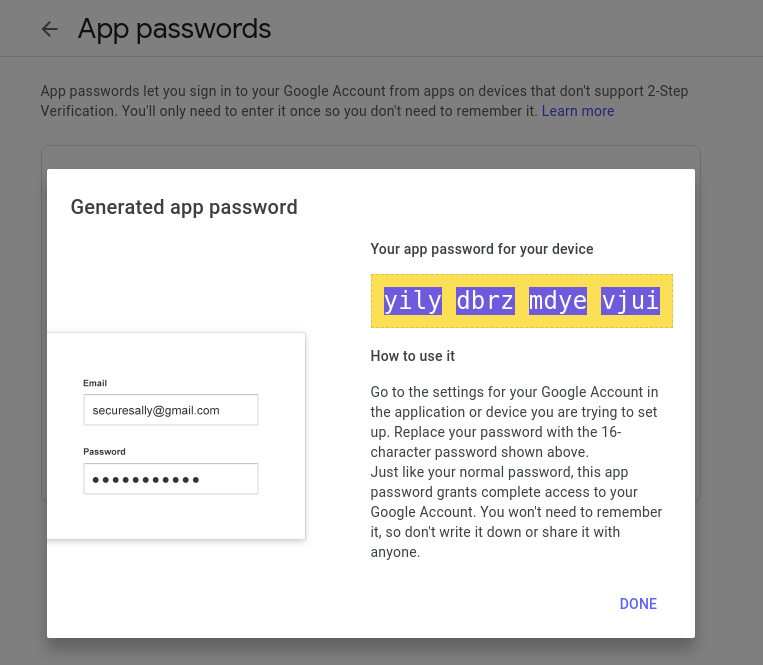 App passwords
App passwords let you sign in to your Google Account from apps on devices that don't support 2-Step
Verification. You'll only need to enter it once so you don't need to remember it. Learn more
Generated app password
Email
securesally@gmail.com
Password
Your app password for your device
yily dbrz mdye vjui
How to use it
Go to the settings for your Google Account in
the application or device you are trying to set
up. Replace your password with the 16-
character password shown above.
Just like your normal password, this app
password grants complete access to your
Google Account. You won't need to remember
it, so don't write it down or share it with
anyone.
DONE